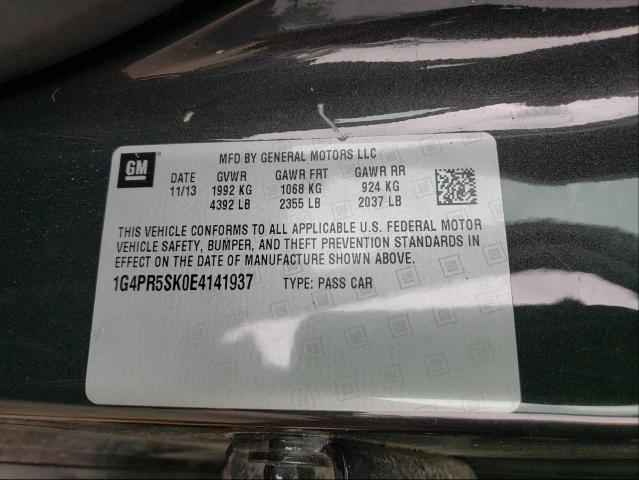 MFD BY GENERAL MOTORS LLC
GM
DATE GVWR GAWR FRT GAWR RR
11/13 1992 KG 1068 KG 924 KG
4392 LB 2355 LB 2037 LB
THIS VEHICLE CONFORMS TO ALL APPLICABLE U.S. FEDERAL MOTOR
VEHICLE SAFETY, BUMPER, AND THEFT PREVENTION STANDARDS IN
EFFECT ON THE DATE OF MANUFACTURE SHOWN ABOVE.
1G4PR5SK0E4141937 TYPE: PASS CAR